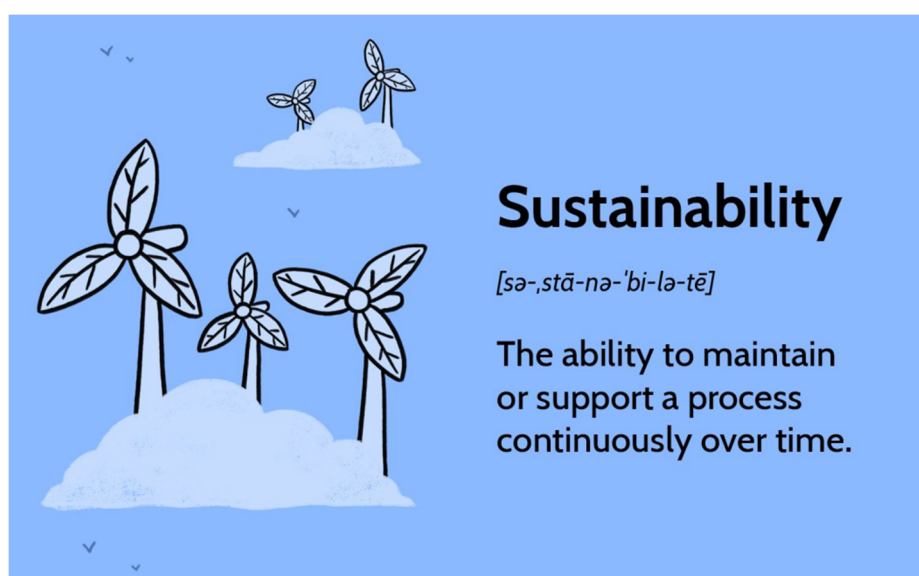 Sustainability
[sə-ˌstā-nə-ˈbi-lə-tē]
The ability to maintain
or support a process
continuously over time.